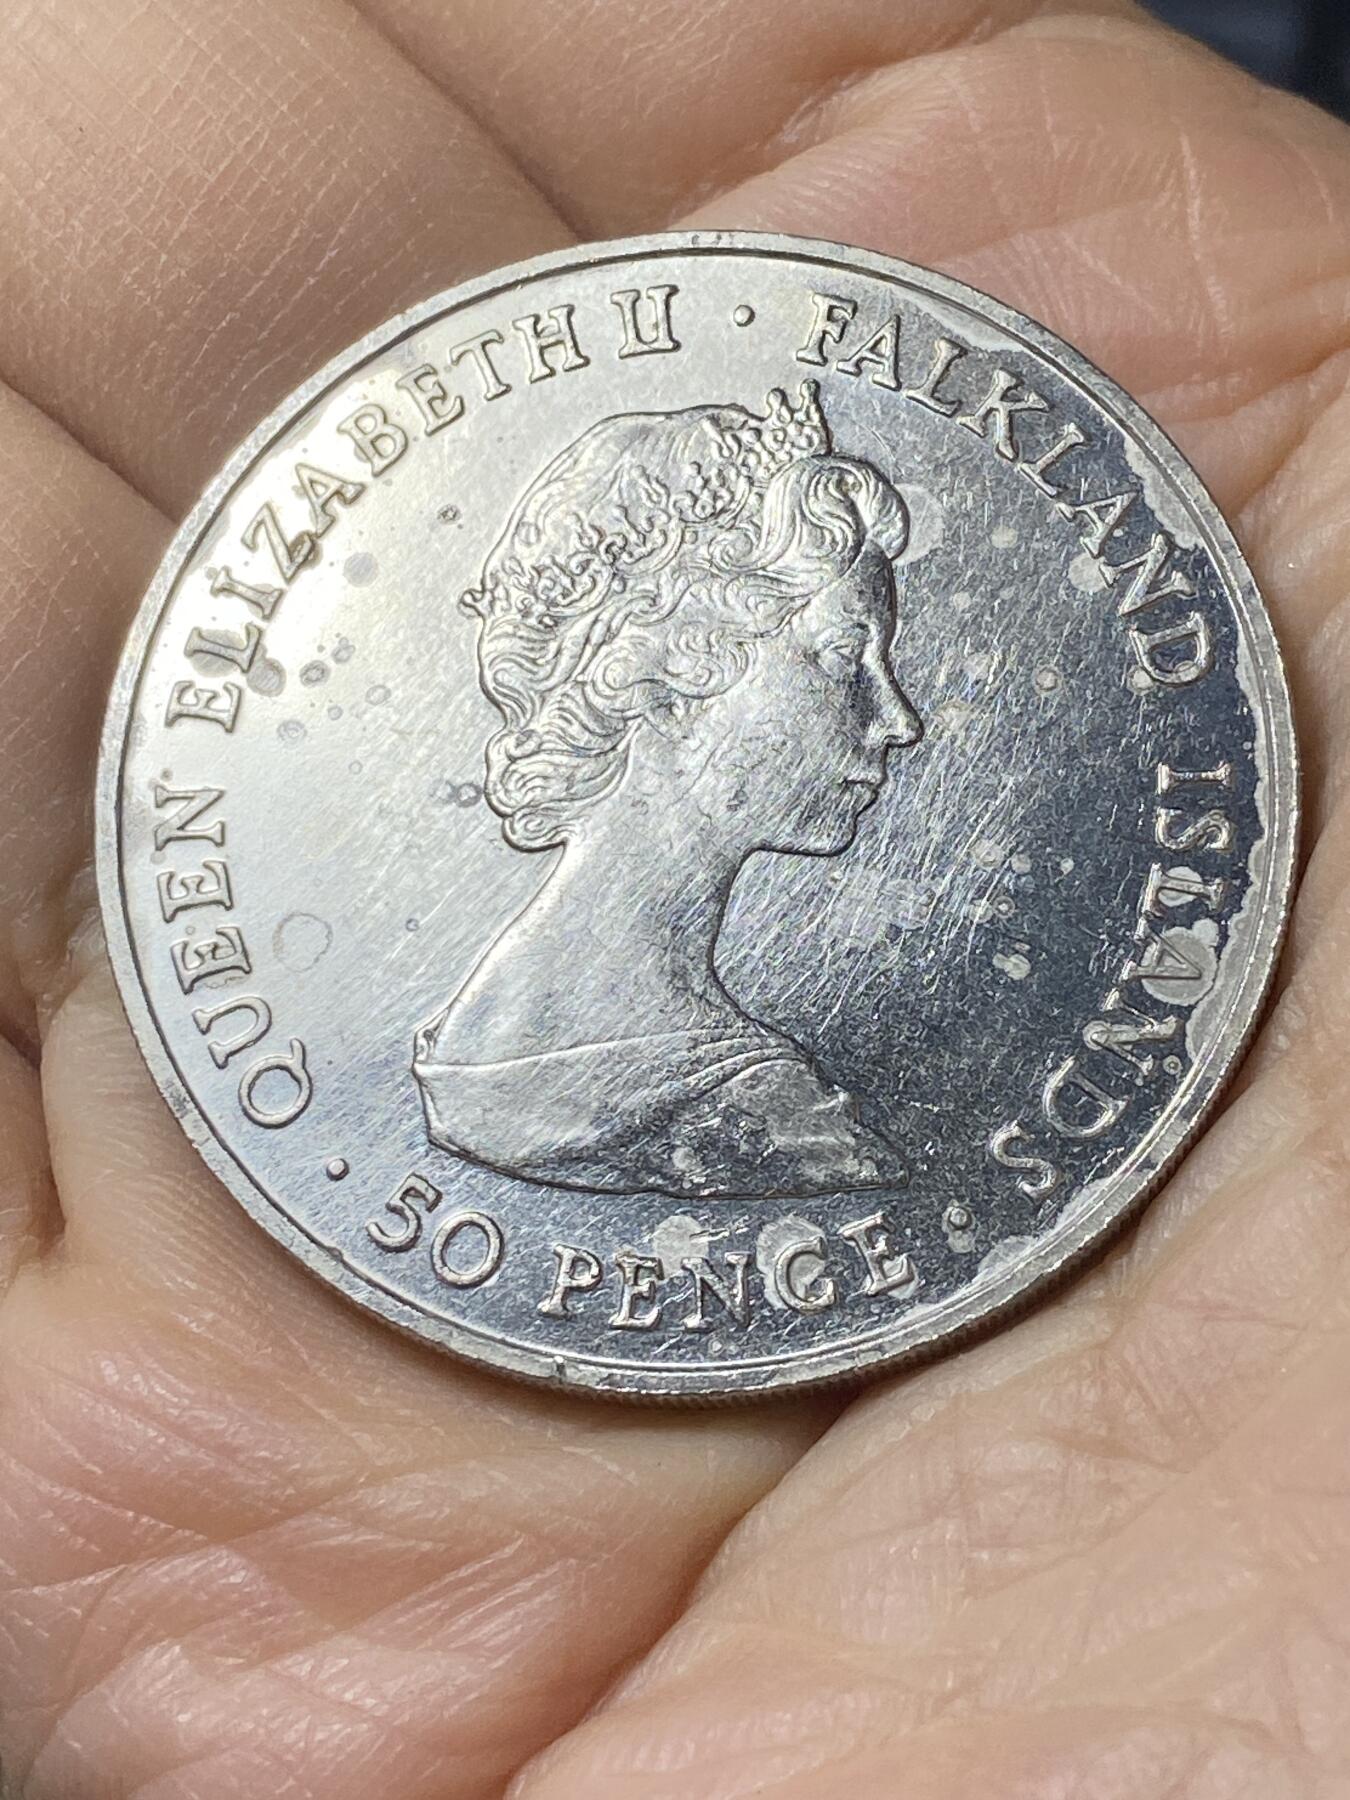 QUEEN ELIZABETH II · FALKLAND ISLANDS ·
50 PENCE ·